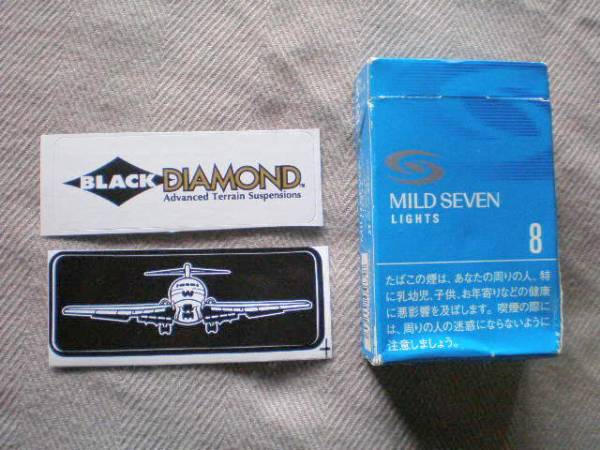 BLACK DIAMOND™
Advanced Terrain Suspensions
MILD SEVEN
LIGHTS
8
たばこの煙は、あなたの周りの人、特
に乳幼児、子供、お年寄りなどの健康
に悪影響を及ぼします。喫煙の際に
は、周りの人の迷惑にならないように
注意しましょう。